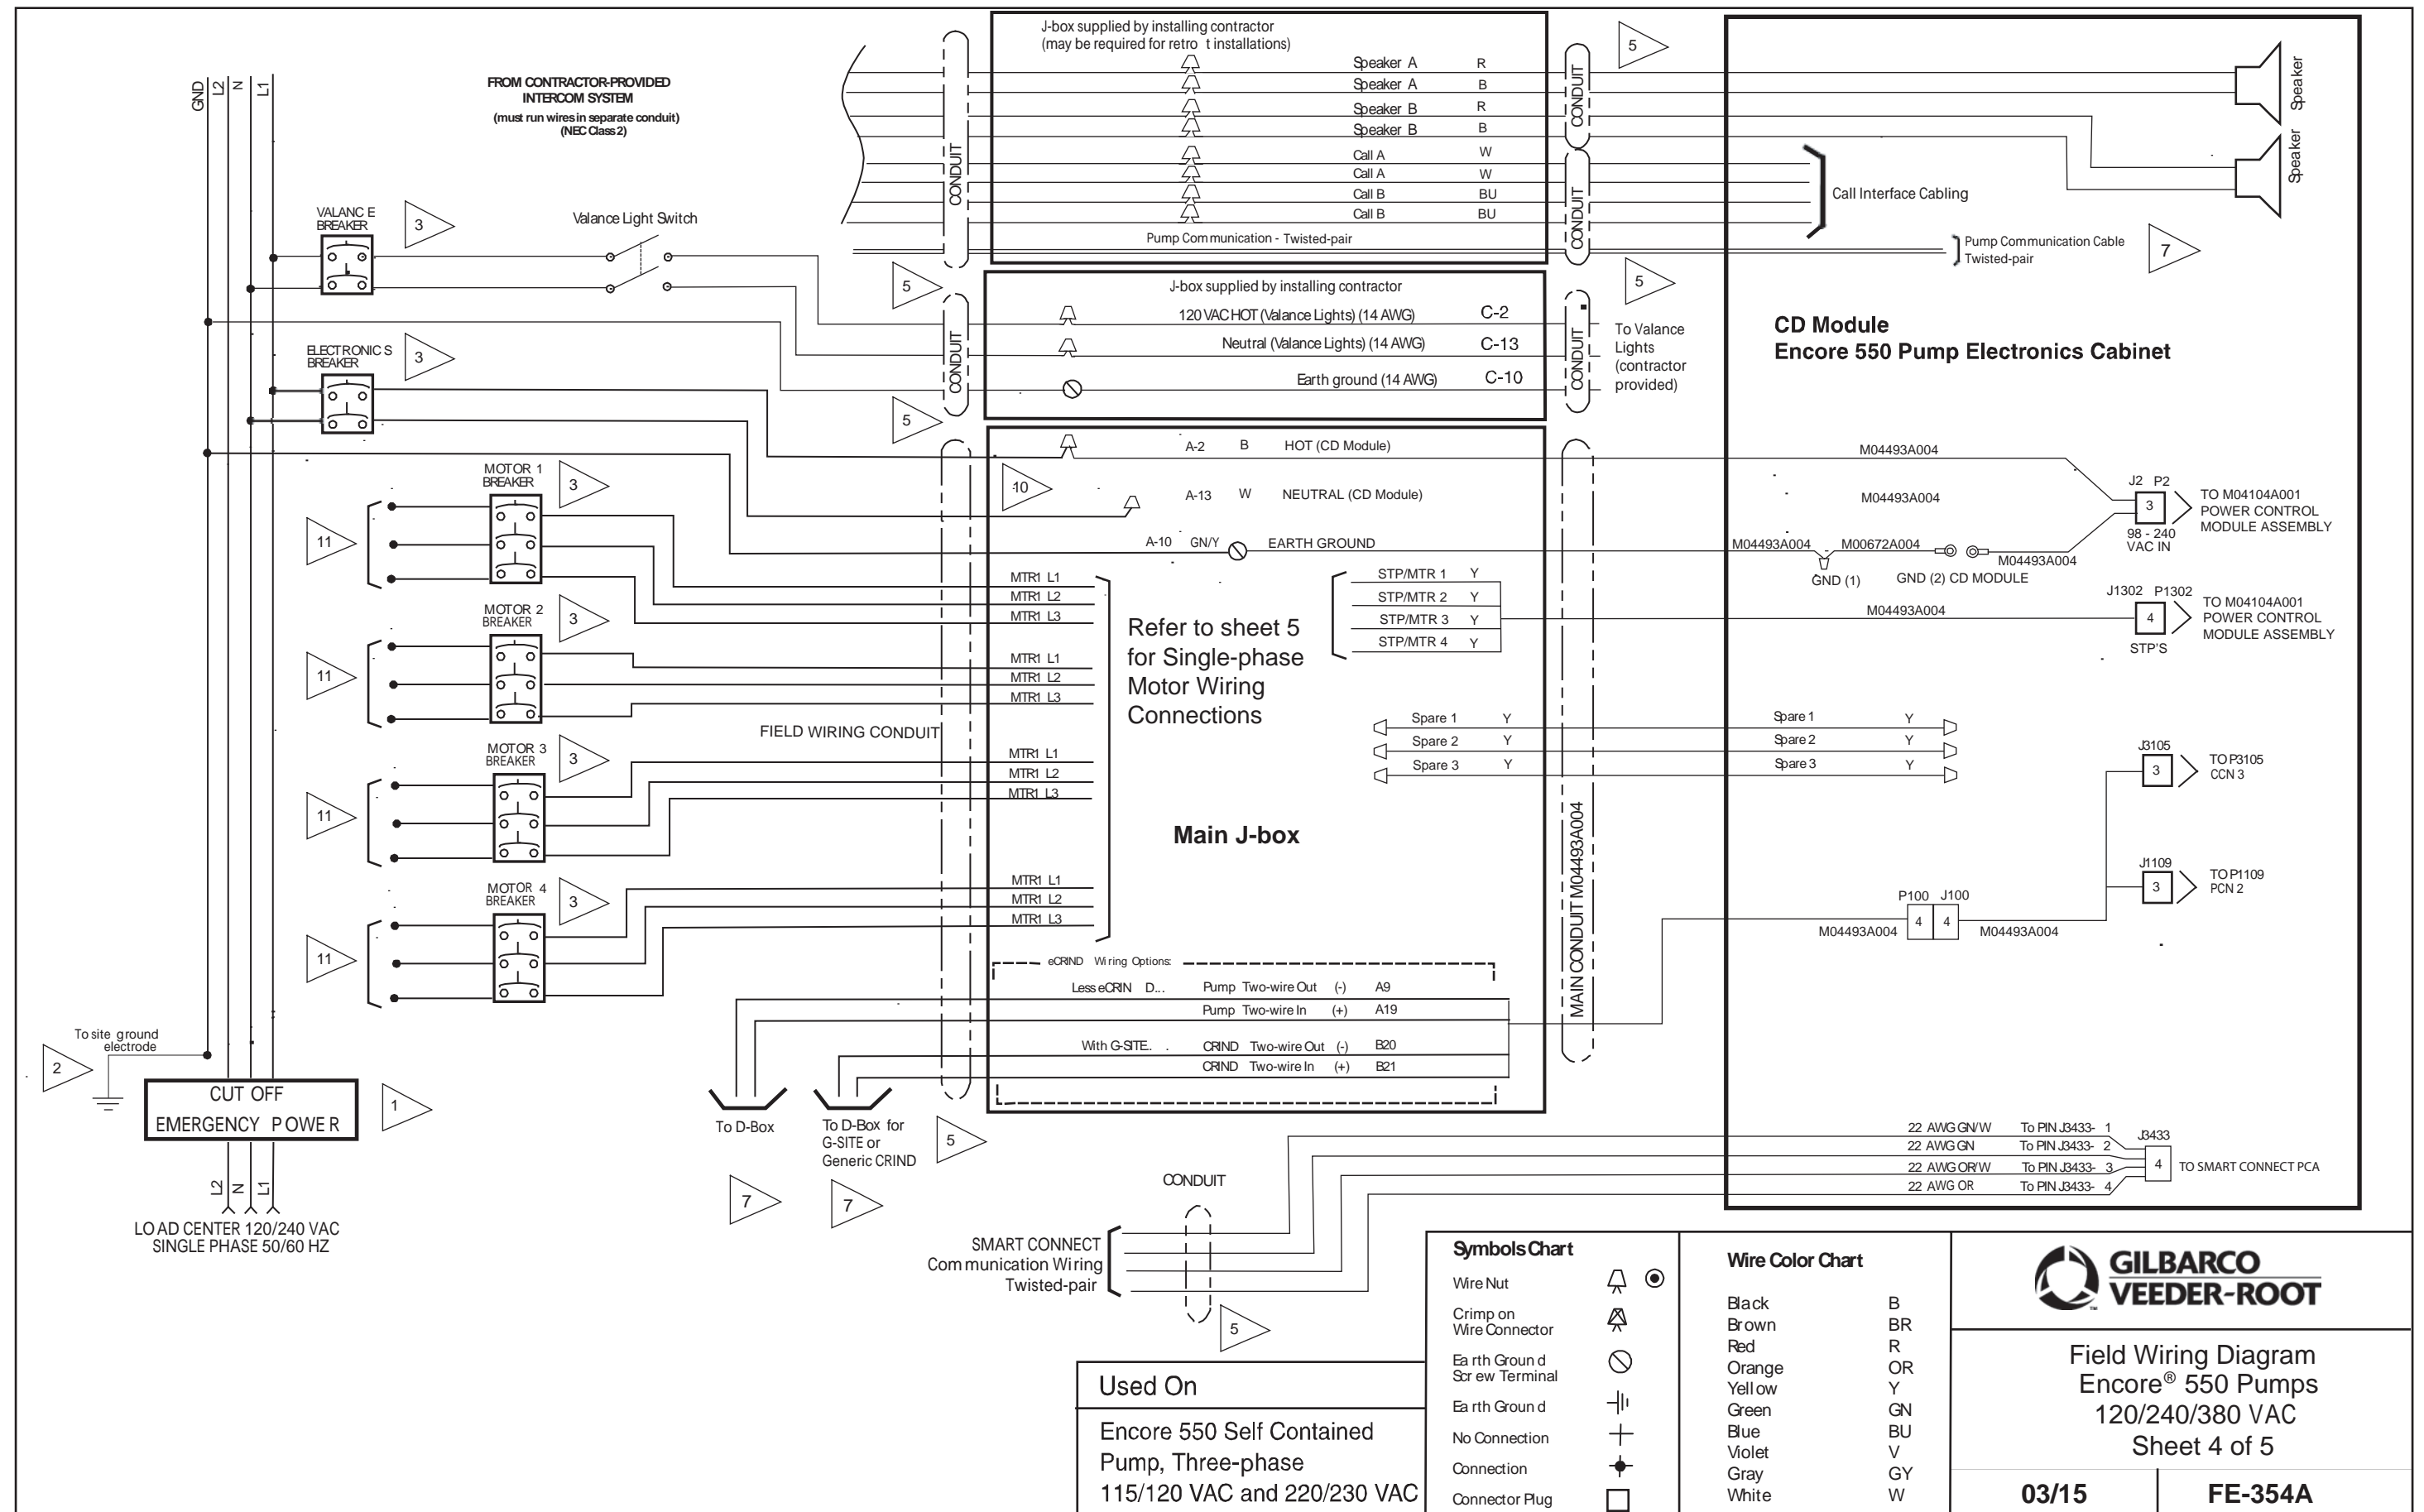 J-box supplied by installing contractor
(may be required for retro t installations)
GND
L2
N
L1
FROM CONTRACTOR-PROVIDED
INTERCOM SYSTEM
(must run wires in separate conduit)
(NEC Class 2)
CONDUIT
Speaker A R
Speaker A B
Speaker B R
Speaker B B
Call A W
Call A W
Call B BU
Call B BU
Pump Communication - Twisted-pair
CONDUIT
CONDUIT
5
Speaker
Speaker
Call Interface Cabling
Pump Communication Cable
Twisted-pair
7
VALANCE
BREAKER
3
Valance Light Switch
5
J-box supplied by installing contractor
120 VAC HOT (Valance Lights) (14 AWG) C-2
Neutral (Valance Lights) (14 AWG) C-13
Earth ground (14 AWG) C-10
CONDUIT
CONDUIT
5
To Valance
Lights
(contractor
provided)
CD Module
Encore 550 Pump Electronics Cabinet
ELECTRONICS
BREAKER
3
5
10
A-2 B HOT (CD Module)
A-13 W NEUTRAL (CD Module)
A-10 GN/Y EARTH GROUND
M04493A004
M04493A004
J2 P2
3
98 - 240
VAC IN
TO M04104A001
POWER CONTROL
MODULE ASSEMBLY
M04493A004
M00672A004
M04493A004
GND (1)
GND (2) CD MODULE
MOTOR 1
BREAKER
3
11
MTR1 L1
MTR1 L2
MTR1 L3
STP/MTR 1 Y
STP/MTR 2 Y
STP/MTR 3 Y
STP/MTR 4 Y
M04493A004
J1302 P1302
4
STP'S
TO M04104A001
POWER CONTROL
MODULE ASSEMBLY
Refer to sheet 5
for Single-phase
Motor Wiring
Connections
MOTOR 2
BREAKER
3
11
MTR1 L1
MTR1 L2
MTR1 L3
FIELD WIRING CONDUIT
Spare 1 Y Spare 1 Y
Spare 2 Y Spare 2 Y
Spare 3 Y Spare 3 Y
MOTOR 3
BREAKER
3
11
MTR1 L1
MTR1 L2
MTR1 L3
Main J-box
MAIN CONDUIT M04493A004
J3105
3
TO P3105
CCN 3
J1109
3
TO P1109
PCN 2
P100 J100
4 4
M04493A004
M04493A004
MOTOR 4
BREAKER
3
11
MTR1 L1
MTR1 L2
MTR1 L3
eCRIND Wiring Options:
Less eCRIN D... Pump Two-wire Out (-) A9
Pump Two-wire In (+) A19
With G-SITE.. . CRIND Two-wire Out (-) B20
CRIND Two-wire In (+) B21
To site ground
electrode
2
CUT OFF
EMERGENCY POWER
1
L2
N
L1
LOAD CENTER 120/240 VAC
SINGLE PHASE 50/60 HZ
To D-Box
To D-Box for
G-SITE or
Generic CRIND
5
7
7
CONDUIT
SMART CONNECT
Communication Wiring
Twisted-pair
5
22 AWG GN/W To PIN J3433- 1
22 AWG GN To PIN J3433- 2
22 AWG OR/W To PIN J3433- 3
22 AWG OR To PIN J3433- 4
J3433
4
TO SMART CONNECT PCA
Used On
Encore 550 Self Contained
Pump, Three-phase
115/120 VAC and 220/230 VAC
Symbols Chart
Wire Nut
Crimp on
Wire Connector
Earth Ground
Screw Terminal
Earth Ground
No Connection
Connection
Connector Plug
Wire Color Chart
Black B
Brown BR
Red R
Orange OR
Yellow Y
Green GN
Blue BU
Violet V
Gray GY
White W
GILBARCO
VEEDER-ROOT
TM
Field Wiring Diagram
Encore® 550 Pumps
120/240/380 VAC
Sheet 4 of 5
03/15
FE-354A